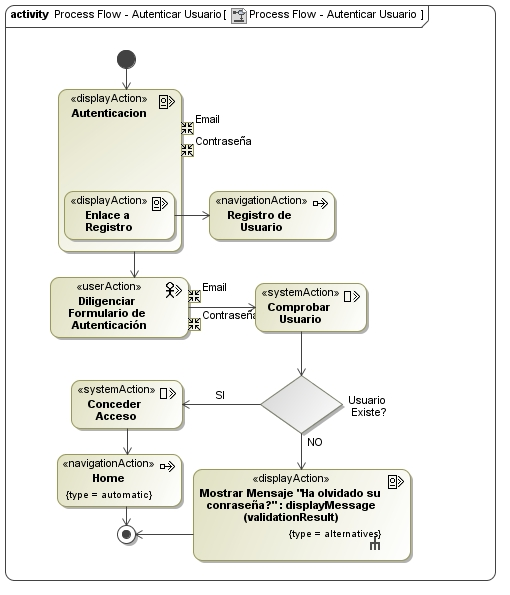 activity Process Flow - Autenticar Usuario[ Process Flow - Autenticar Usuario ]
«displayAction»
Autenticacion
Email
Contraseña
«displayAction»
Enlace a
Registro
«navigationAction»
Registro de
Usuario
«userAction»
Diligenciar
Formulario de
Autenticación
Email
Contraseña
«systemAction»
Comprobar
Usuario
«systemAction»
Conceder
Acceso
SI
Usuario
Existe?
NO
«navigationAction»
Home
{type = automatic}
«displayAction»
Mostrar Mensaje "Ha olvidado su
conraseña?" : displayMessage
(validationResult)
{type = alternatives}